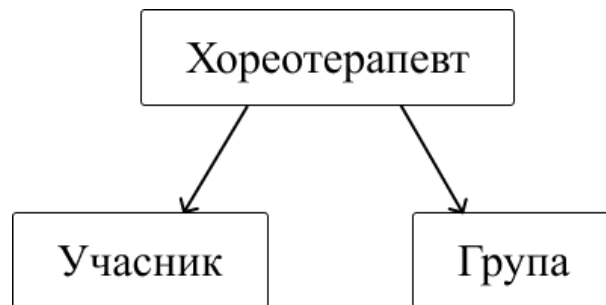 Хореотерапевт
Учасник
Група